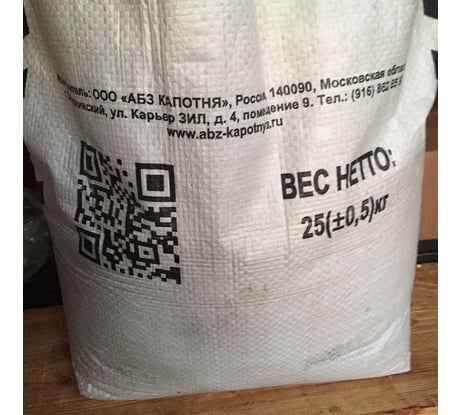 ООО «АБЗ КАПОТНЯ», Россия, 140090, Московская
ул. Карьер ЗИЛ, д. 4, помещение 9. Тел.: (916) 862
www.abz-kapotnya.ru
ВЕС НЕТТО:
25(±0,5)кг